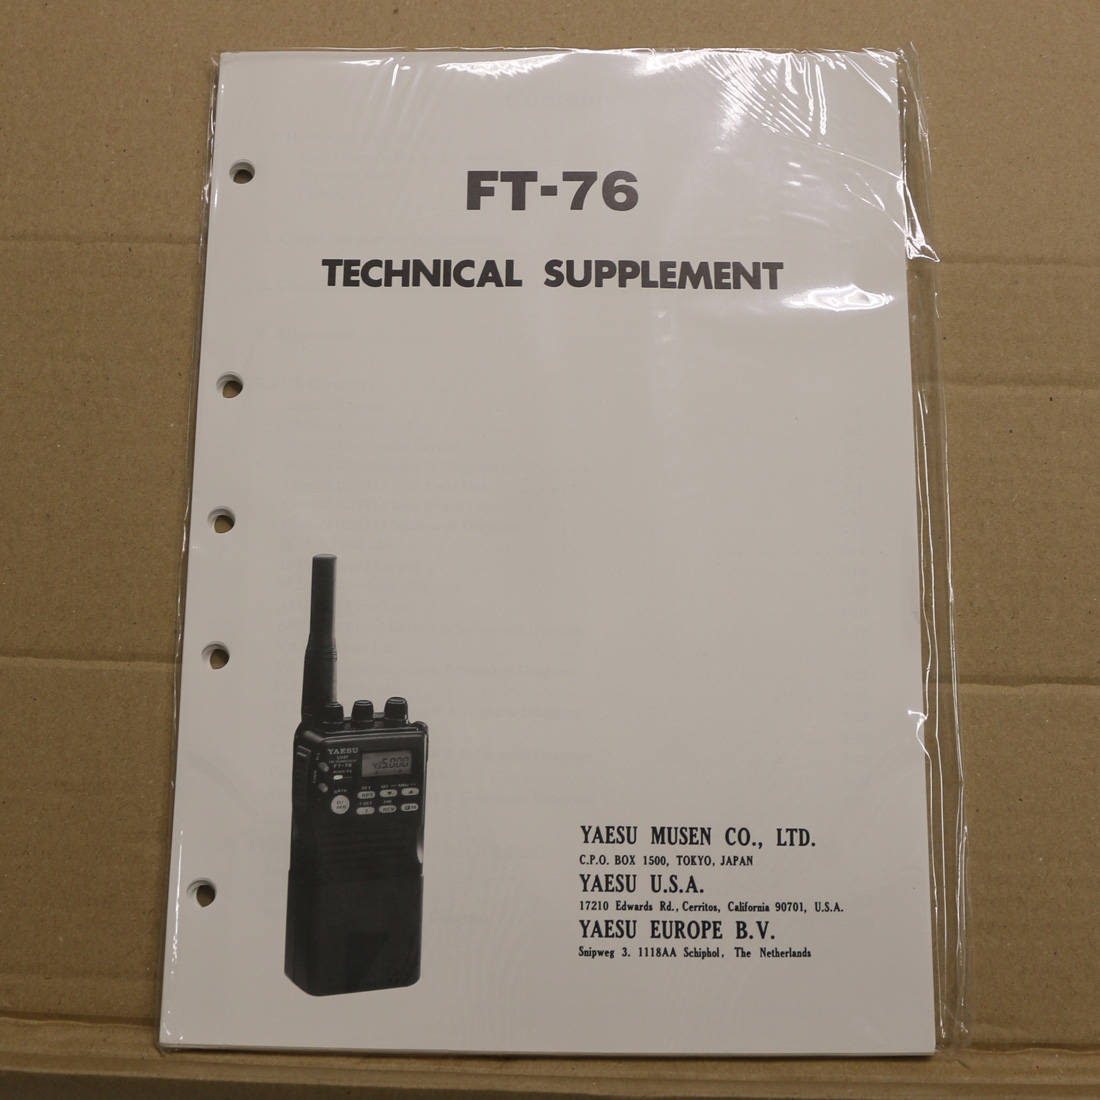 FT-76
TECHNICAL SUPPLEMENT
YAESU
FT-76
YAESU MUSEN CO., LTD.
C.P.O. BOX 1500, TOKYO, JAPAN
YAESU U.S.A.
17210 Edwards Rd., Cerritos, California 90701, U.S.A.
YAESU EUROPE B.V.
Snipweg 3. 1118AA Schiphol, The Netherlands